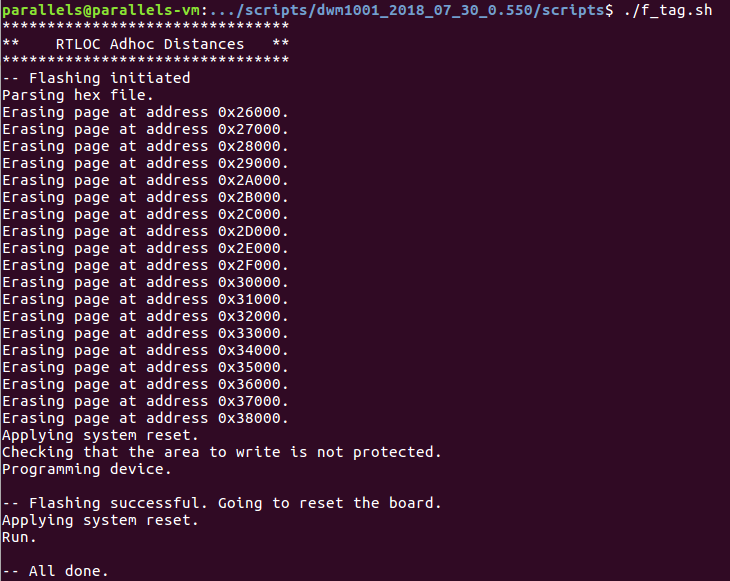 parallels@parallels-vm:.../scripts/dwm1001_2018_07_30_0.550/scripts$ ./f_tag.sh
********************************
**    RTLOC Adhoc Distances   **
********************************
-- Flashing initiated
Parsing hex file.
Erasing page at address 0x26000.
Erasing page at address 0x27000.
Erasing page at address 0x28000.
Erasing page at address 0x29000.
Erasing page at address 0x2A000.
Erasing page at address 0x2B000.
Erasing page at address 0x2C000.
Erasing page at address 0x2D000.
Erasing page at address 0x2E000.
Erasing page at address 0x2F000.
Erasing page at address 0x30000.
Erasing page at address 0x31000.
Erasing page at address 0x32000.
Erasing page at address 0x33000.
Erasing page at address 0x34000.
Erasing page at address 0x35000.
Erasing page at address 0x36000.
Erasing page at address 0x37000.
Erasing page at address 0x38000.
Applying system reset.
Checking that the area to write is not protected.
Programming device.

-- Flashing successful. Going to reset the board.
Applying system reset.
Run.

-- All done.